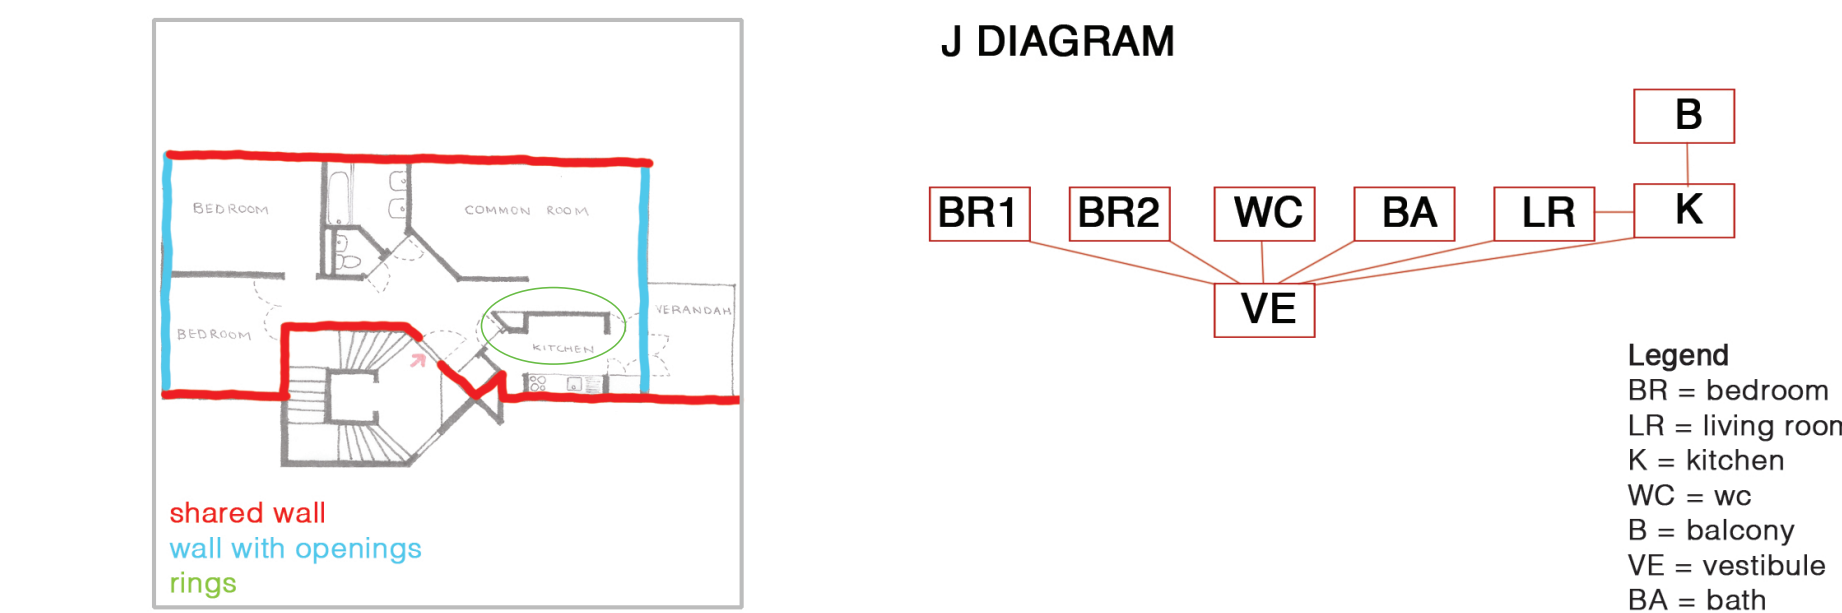 BEDROOM
COMMON ROOM
BEDROOM
VERANDAH
KITCHEN
shared wall
wall with openings
rings
J DIAGRAM
B
BR1 BR2 WC BA LR K
VE
Legend
BR = bedroom
LR = living room
K = kitchen
WC = wc
B = balcony
VE = vestibule
BA = bath